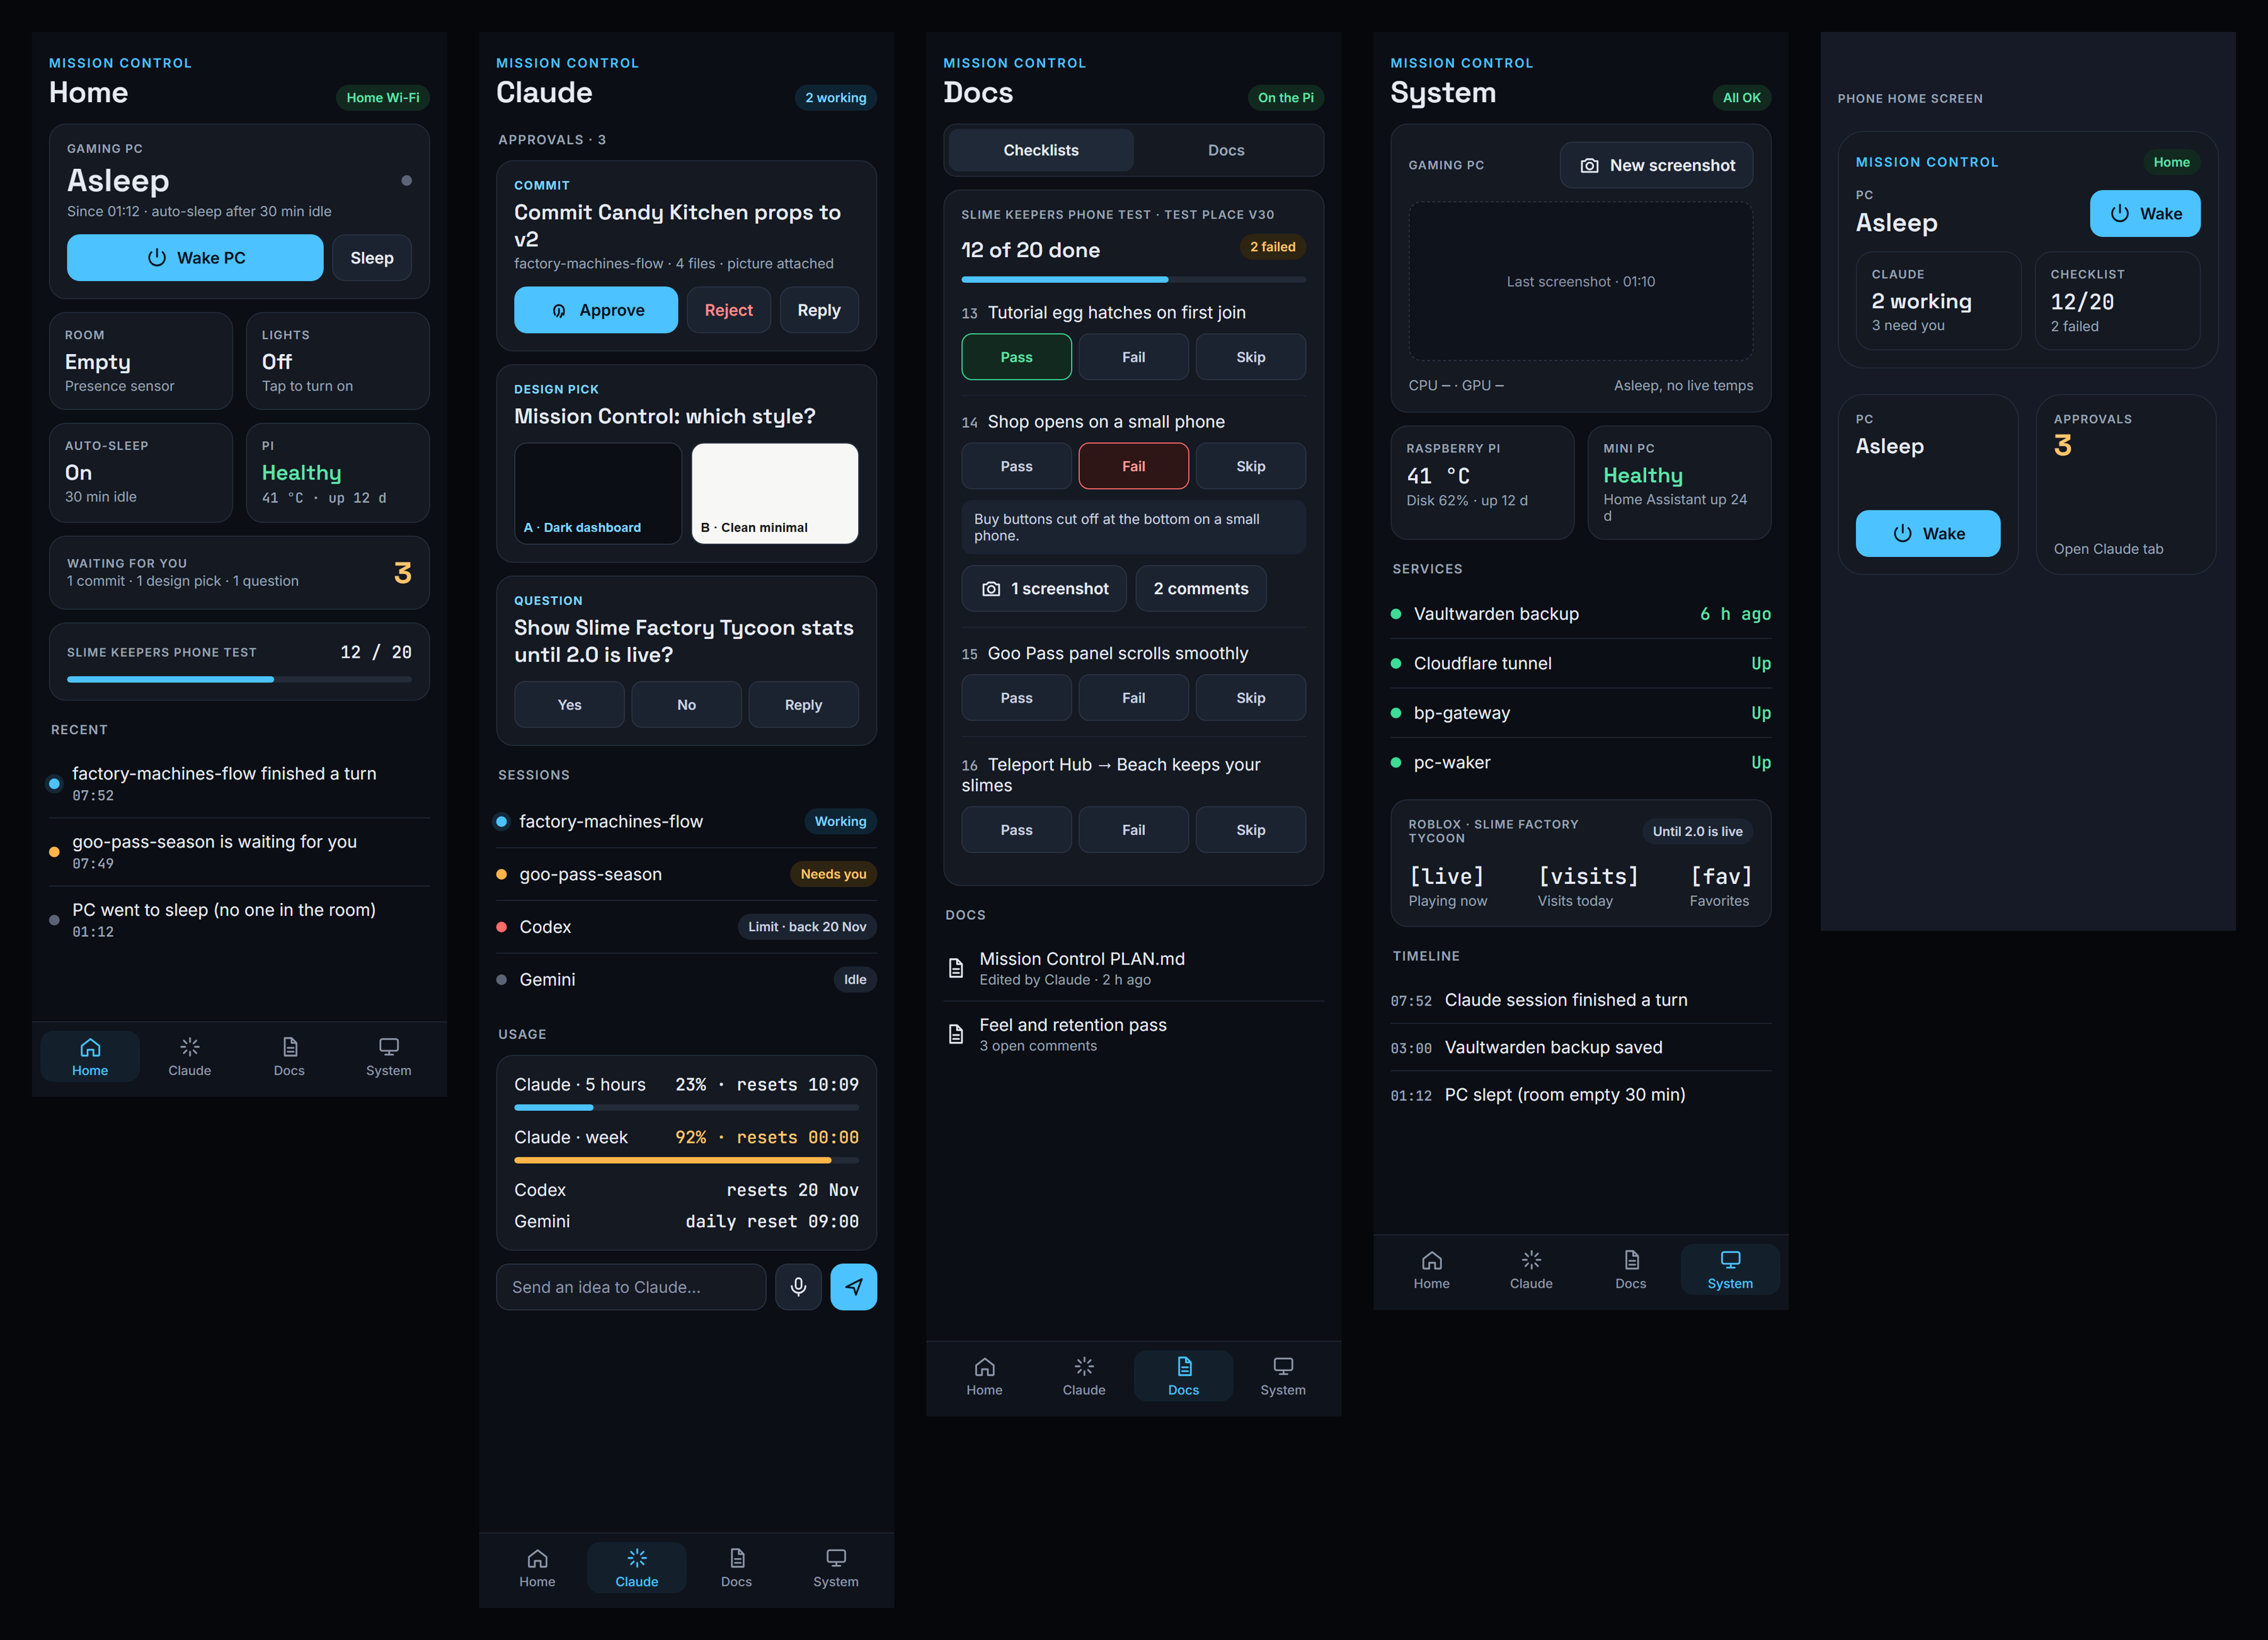 MISSION CONTROL
Home
Home Wi-Fi
GAMING PC
Asleep
Since 01:12 · auto-sleep after 30 min idle
Wake PC
Sleep
ROOM
Empty
Presence sensor
LIGHTS
Off
Tap to turn on
AUTO-SLEEP
On
30 min idle
PI
Healthy
41 °C · up 12 d
WAITING FOR YOU
1 commit · 1 design pick · 1 question
3
SLIME KEEPERS PHONE TEST
12 / 20
RECENT
factory-machines-flow finished a turn
07:52
goo-pass-season is waiting for you
07:49
PC went to sleep (no one in the room)
01:12
Home
Claude
Docs
System
MISSION CONTROL
Claude
2 working
APPROVALS · 3
COMMIT
Commit Candy Kitchen props to
v2
factory-machines-flow · 4 files · picture attached
Approve
Reject
Reply
DESIGN PICK
Mission Control: which style?
A · Dark dashboard
B · Clean minimal
QUESTION
Show Slime Factory Tycoon stats
until 2.0 is live?
Yes
No
Reply
SESSIONS
factory-machines-flow
Working
goo-pass-season
Needs you
Codex
Limit · back 20 Nov
Gemini
Idle
USAGE
Claude · 5 hours
23% · resets 10:09
Claude · week
92% · resets 00:00
Codex
resets 20 Nov
Gemini
daily reset 09:00
Send an idea to Claude...
Home
Claude
Docs
System
MISSION CONTROL
Docs
On the Pi
Checklists
Docs
SLIME KEEPERS PHONE TEST · TEST PLACE V30
12 of 20 done
2 failed
13 Tutorial egg hatches on first join
Pass
Fail
Skip
14 Shop opens on a small phone
Pass
Fail
Skip
Buy buttons cut off at the bottom on a small
phone.
1 screenshot
2 comments
15 Goo Pass panel scrolls smoothly
Pass
Fail
Skip
16 Teleport Hub → Beach keeps your
slimes
Pass
Fail
Skip
DOCS
Mission Control PLAN.md
Edited by Claude · 2 h ago
Feel and retention pass
3 open comments
Home
Claude
Docs
System
MISSION CONTROL
System
All OK
GAMING PC
New screenshot
Last screenshot · 01:10
CPU – · GPU –
Asleep, no live temps
RASPBERRY PI
41 °C
Disk 62% · up 12 d
MINI PC
Healthy
Home Assistant up 24
d
SERVICES
Vaultwarden backup
6 h ago
Cloudflare tunnel
Up
bp-gateway
Up
pc-waker
Up
ROBLOX · SLIME FACTORY
TYCOON
Until 2.0 is live
[live]
Playing now
[visits]
Visits today
[fav]
Favorites
TIMELINE
07:52 Claude session finished a turn
03:00 Vaultwarden backup saved
01:12 PC slept (room empty 30 min)
Home
Claude
Docs
System
PHONE HOME SCREEN
MISSION CONTROL
Home
PC
Asleep
Wake
CLAUDE
2 working
3 need you
CHECKLIST
12/20
2 failed
PC
Asleep
Wake
APPROVALS
3
Open Claude tab